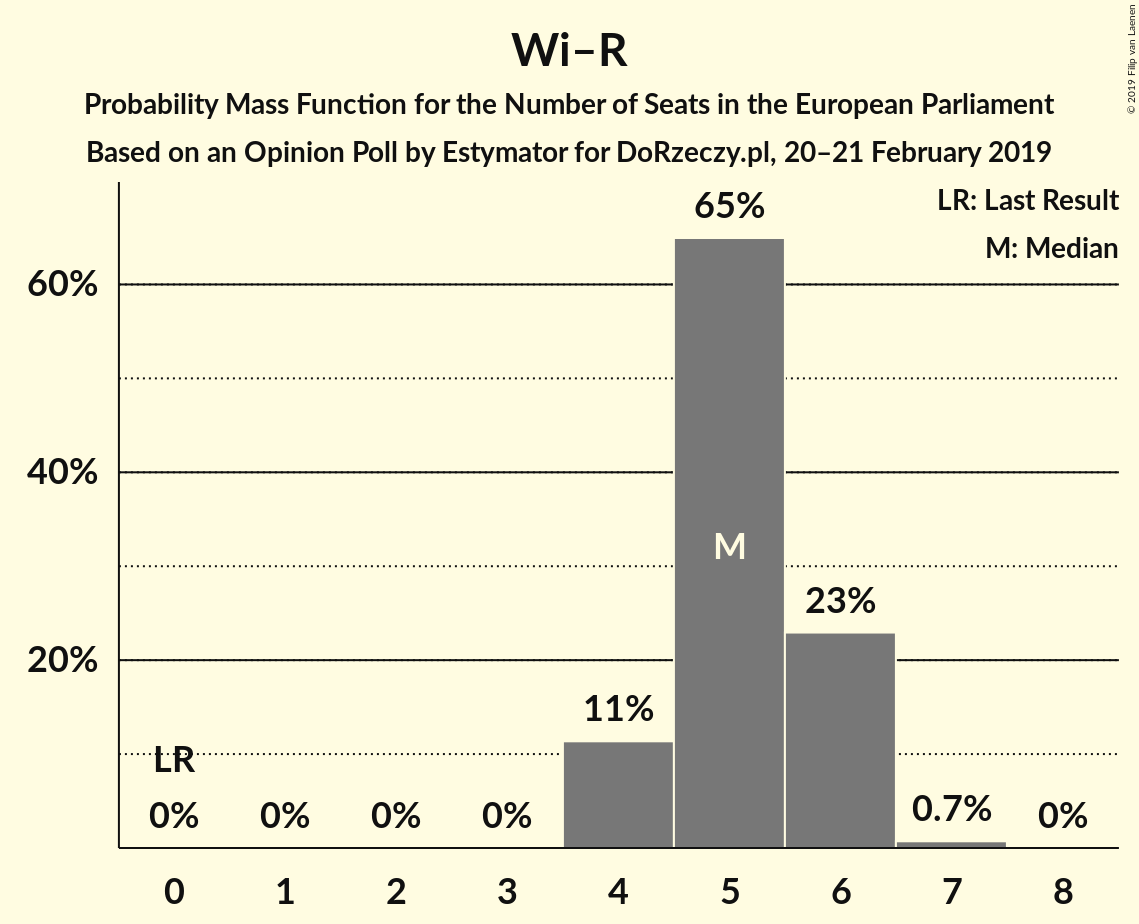 Wi–R
Probability Mass Function for the Number of Seats in the European Parliament
Based on an Opinion Poll by Estymator for DoRzeczy.pl, 20–21 February 2019
© 2019 Filip van Laenen
LR: Last Result
M: Median
60%
40%
20%
LR
0%
0%
0%
0%
11%
65%
M
23%
0.7%
0%
0 1 2 3 4 5 6 7 8